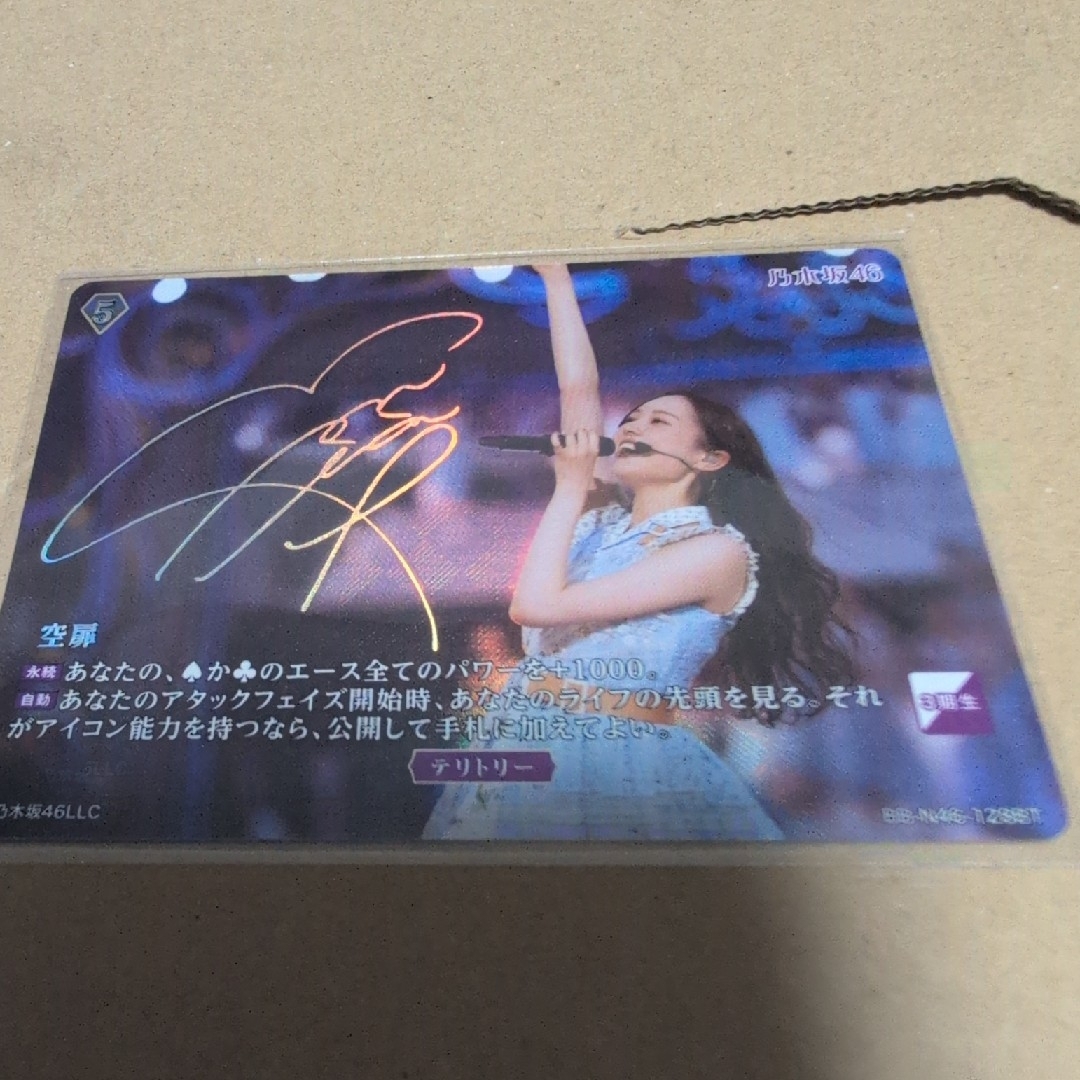 5
乃木坂46
空扉
永続 あなたの、♠か♣のエース全てのパワーを+1000。
自動 あなたのアタックフェイズ開始時、あなたのライフの先頭を見る。それ
がアイコン能力を持つなら、公開して手札に加えてよい。
3期生
テリトリー
乃木坂46LLC